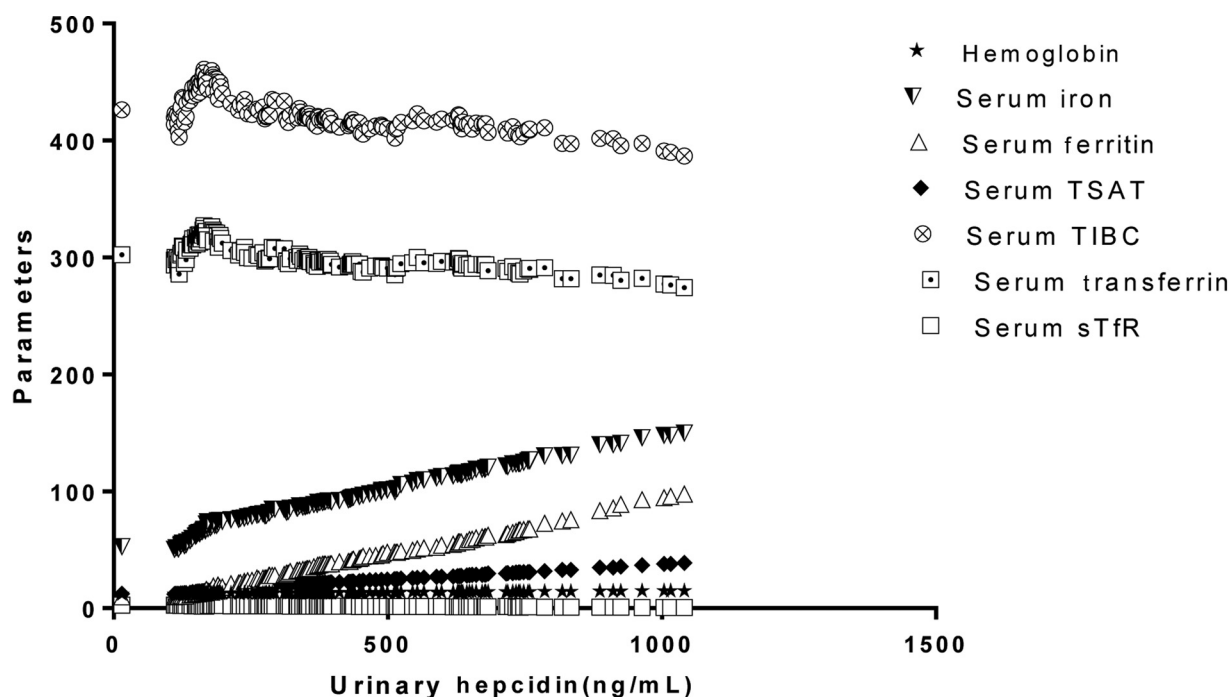 500
400
300
200
100
0
Parameters
0
500
1000
1500
Urinary hepcidin(ng/mL)
Hemoglobin
Serum iron
Serum ferritin
Serum TSAT
Serum TIBC
Serum transferrin
Serum sTfR